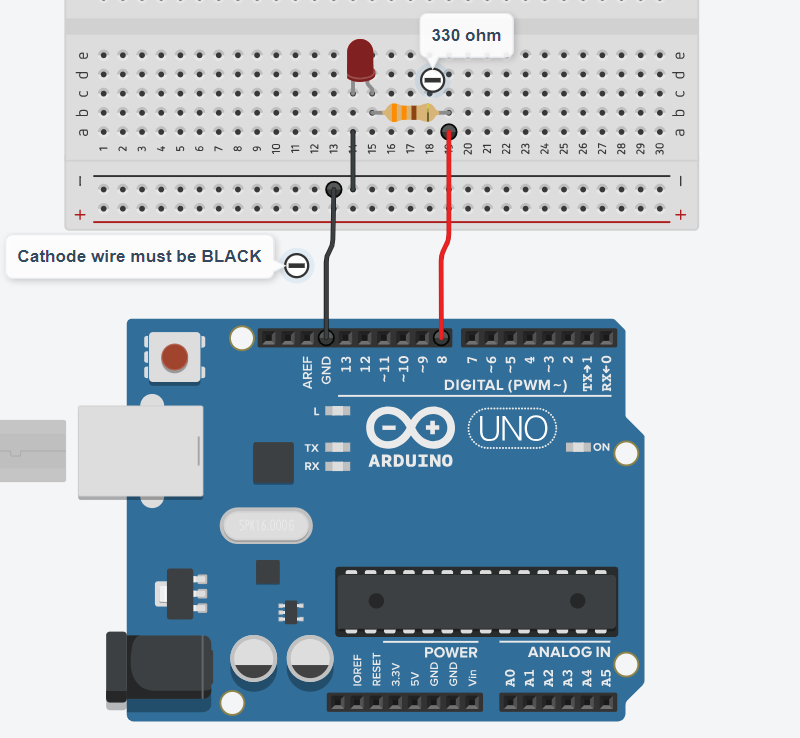 330 ohm
e e
d d
c c
b b
a a
1 2 3 4 5 6 7 8 9 10 11 12 13 14 15 16 17 18 19 20 21 22 23 24 25 26 27 28 29 30
− −
+ +
Cathode wire must be BLACK
AREF GND 13 12 ~11 ~10 ~9 8 7 ~6 ~5 4 ~3 2 TX→1 RX←0
DIGITAL (PWM~)
L
TX
RX
UNO
ON
ARDUINO
SPK16.000G
POWER ANALOG IN
IOREF RESET 3.3V 5V GND GND Vin A0 A1 A2 A3 A4 A5